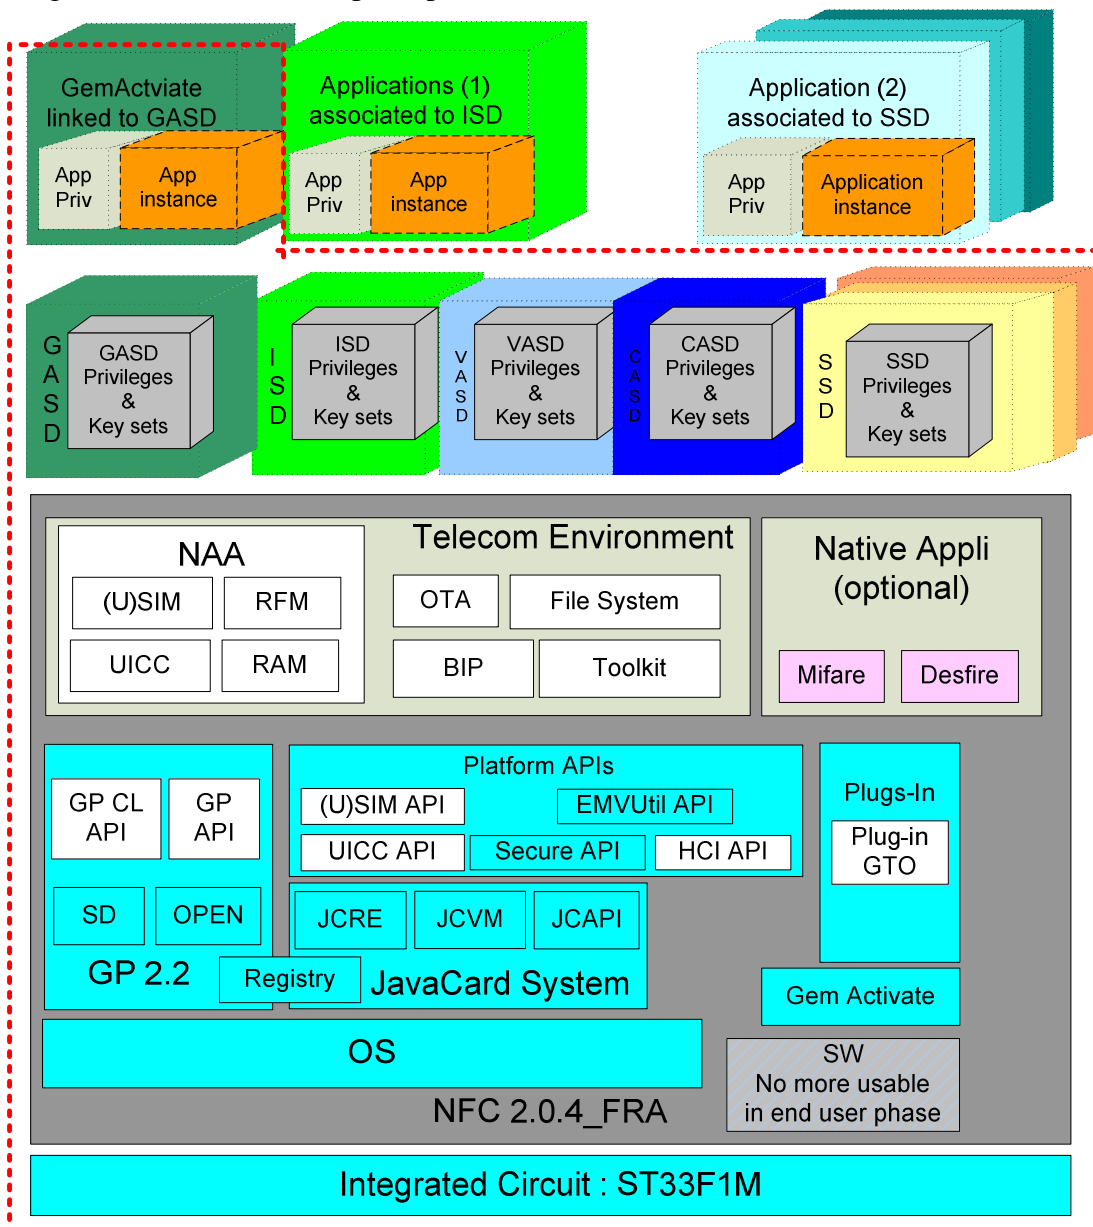 GemActviate
linked to GASD
App
Priv
App
instance
Applications (1)
associated to ISD
App
Priv
App
instance
Application (2)
associated to SSD
App
Priv
Application
instance
GASD
GASD
Privileges
&
Key sets
ISD
ISD
Privileges
&
Key sets
VASD
VASD
Privileges
&
Key sets
CASD
CASD
Privileges
&
Key sets
SSD
SSD
Privileges
&
Key sets
Telecom Environment
NAA
(U)SIM
RFM
UICC
RAM
OTA
File System
BIP
Toolkit
Native Appli
(optional)
Mifare
Desfire
GP CL
API
GP
API
SD
OPEN
GP 2.2
Registry
Platform APIs
(U)SIM API
EMVUtil API
UICC API
Secure API
HCI API
JCRE
JCVM
JCAPI
JavaCard System
Plugs-In
Plug-in
GTO
Gem Activate
OS
SW
No more usable
in end user phase
NFC 2.0.4_FRA
Integrated Circuit : ST33F1M